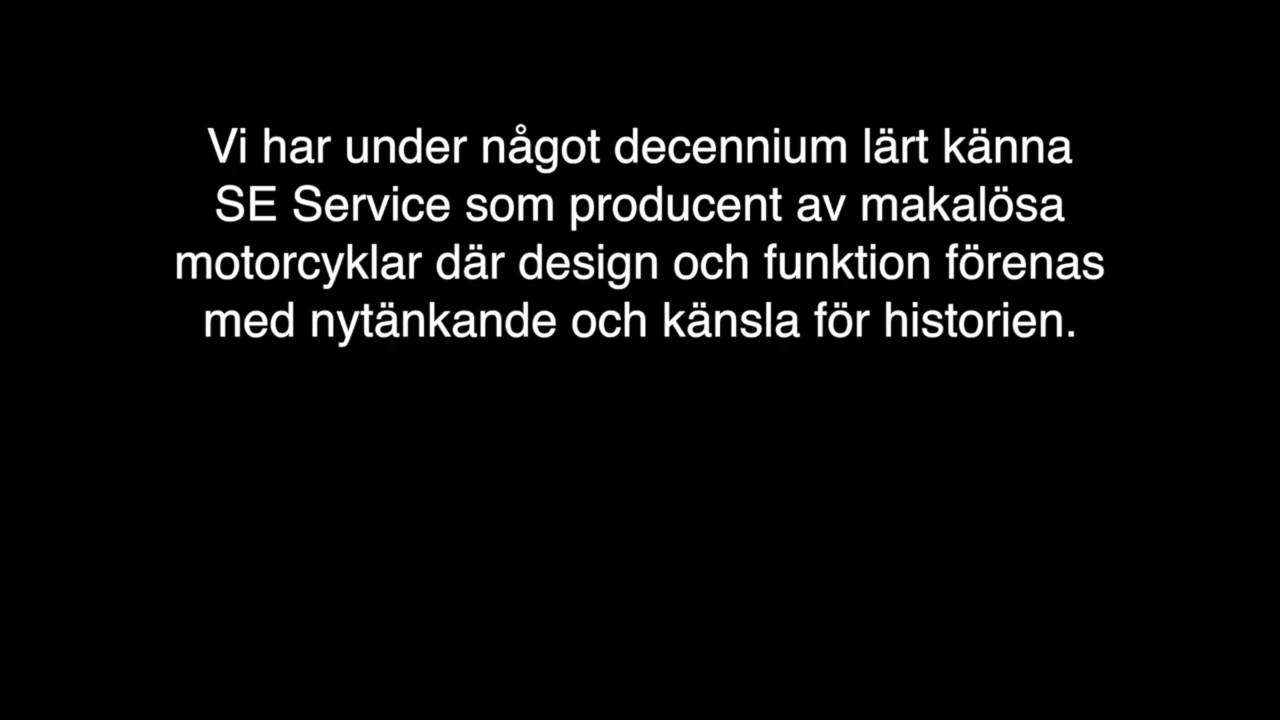 Vi har under något decennium lärt känna
SE Service som producent av makalösa
motorcyklar där design och funktion förenas
med nytänkande och känsla för historien.